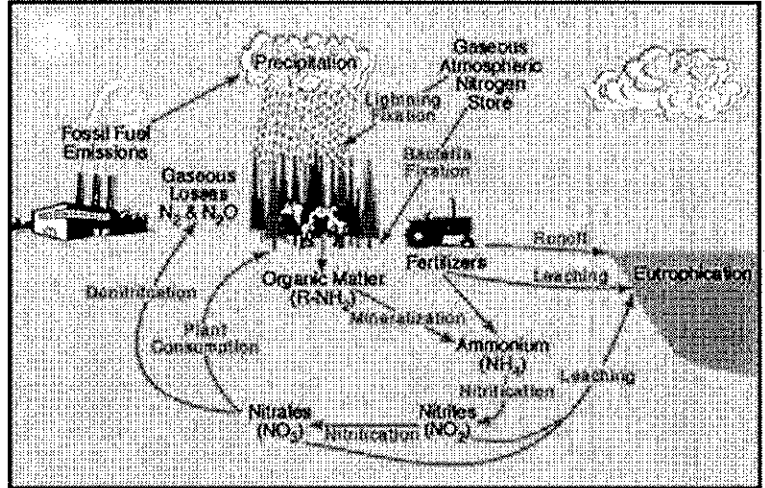 Precipitation
Gaseous
Atmospheric
Nitrogen
Store
Lightning
Fixation
Fossil Fuel
Emissions
Bacteria
Fixation
Gaseous
Losses
N₂ & N₂O
Runoff
Fertilizers
Organic Matter
(R-NH₂)
Leaching
Eutrophication
Denitrification
Mineralization
Plant
Consumption
Ammonium
(NH₄)
Leaching
Nitrification
Nitrates
(NO₃)
Nitrification
Nitrites
(NO₂)